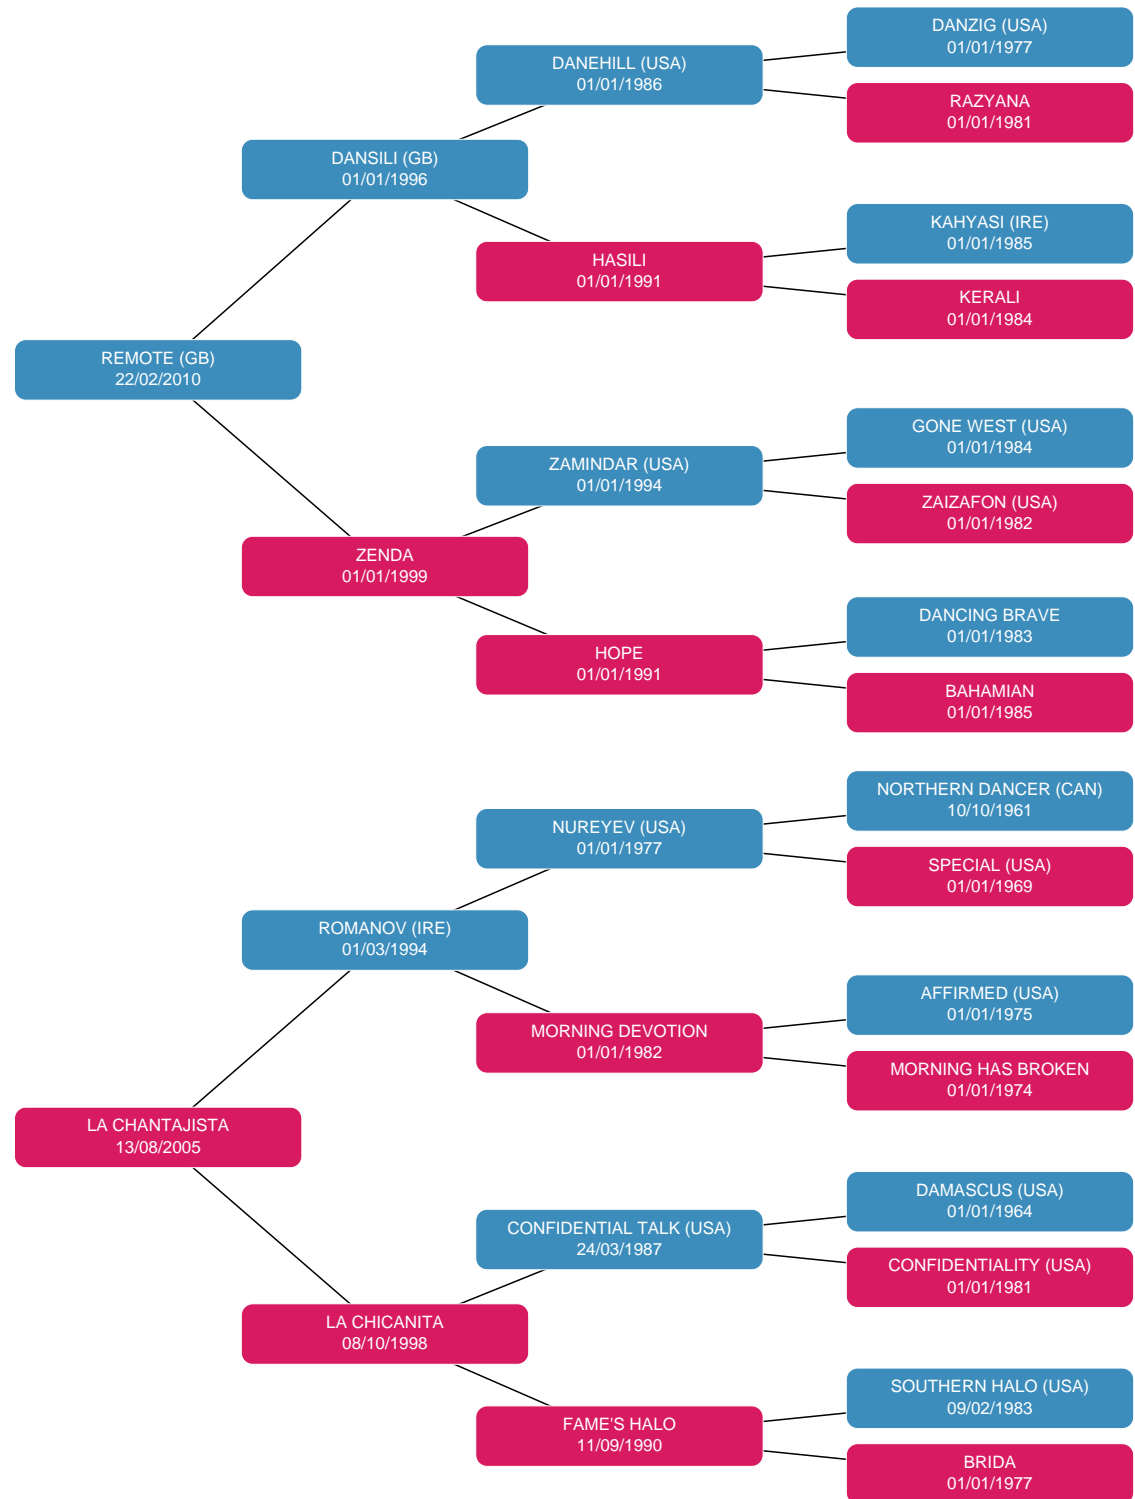 DANZIG (USA)
01/01/1977
DANEHILL (USA)
01/01/1986
RAZYANA
01/01/1981
DANSILI (GB)
01/01/1996
KAHYASI (IRE)
01/01/1985
HASILI
01/01/1991
KERALI
01/01/1984
REMOTE (GB)
22/02/2010
GONE WEST (USA)
01/01/1984
ZAMINDAR (USA)
01/01/1994
ZAIZAFON (USA)
01/01/1982
ZENDA
01/01/1999
DANCING BRAVE
01/01/1983
HOPE
01/01/1991
BAHAMIAN
01/01/1985
NORTHERN DANCER (CAN)
10/10/1961
NUREYEV (USA)
01/01/1977
SPECIAL (USA)
01/01/1969
ROMANOV (IRE)
01/03/1994
AFFIRMED (USA)
01/01/1975
MORNING DEVOTION
01/01/1982
MORNING HAS BROKEN
01/01/1974
LA CHANTAJISTA
13/08/2005
DAMASCUS (USA)
01/01/1964
CONFIDENTIAL TALK (USA)
24/03/1987
CONFIDENTIALITY (USA)
01/01/1981
LA CHICANITA
08/10/1998
SOUTHERN HALO (USA)
09/02/1983
FAME'S HALO
11/09/1990
BRIDA
01/01/1977